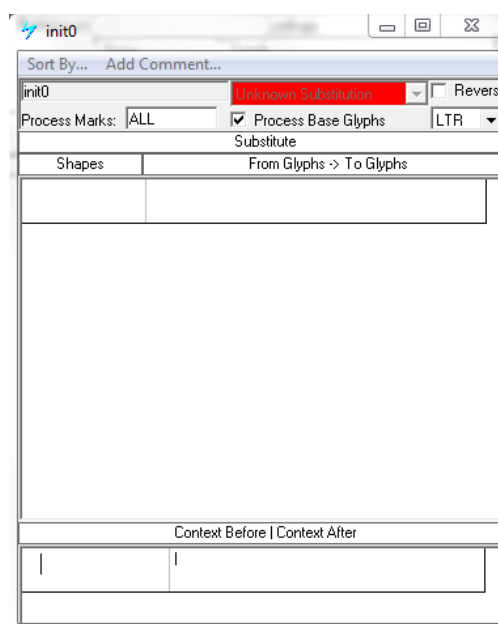 init0
Sort By... Add Comment...
init0 Unknown Substitution Revers
Process Marks: ALL Process Base Glyphs LTR
Substitute
Shapes From Glyphs -> To Glyphs
Context Before | Context After
| |